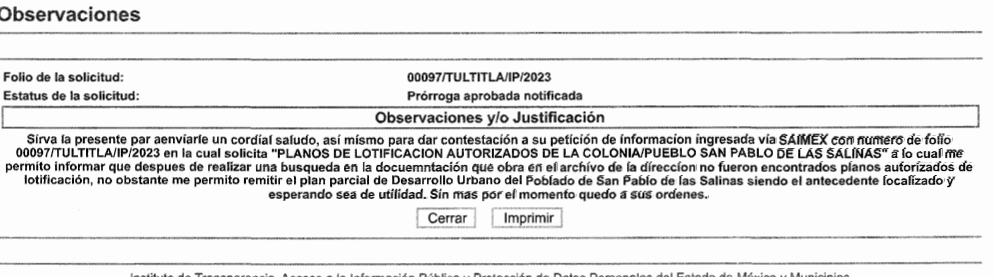 Observaciones
Folio de la solicitud: 00097/TULTITLA/IP/2023
Estatus de la solicitud: Prórroga aprobada notificada
Observaciones y/o Justificación
Sirva la presente par aenviarle un cordial saludo, así mismo para dar contestación a su petición de informacion ingresada vía SAIMEX con numero de folio
00097/TULTITLA/IP/2023 en la cual solicita "PLANOS DE LOTIFICACION AUTORIZADOS DE LA COLONIA/PUEBLO SAN PABLO DE LAS SALINAS" a lo cual me
permito informar que despues de realizar una busqueda en la docuemntación que obra en el archivo de la direccion no fueron encontrados planos autorizados de
lotificación, no obstante me permito remitir el plan parcial de Desarrollo Urbano del Poblado de San Pablo de las Salinas siendo el antecedente localizado y
esperando sea de utilidad. Sin mas por el momento quedo a sus ordenes.
Cerrar Imprimir
Instituto de Transparencia, Acceso a la Información Pública y Protección de Datos Personales del Estado de México y Municipios